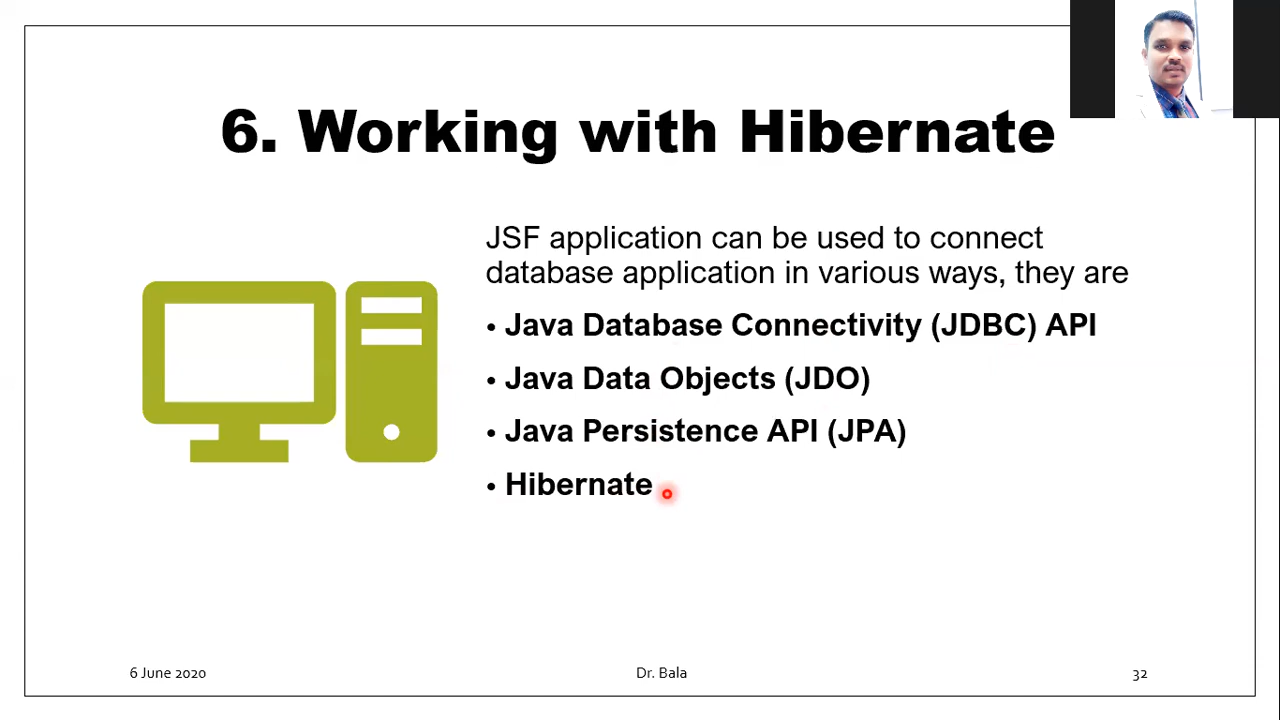 6. Working with Hibernate
JSF application can be used to connect
database application in various ways, they are
• Java Database Connectivity (JDBC) API
• Java Data Objects (JDO)
• Java Persistence API (JPA)
• Hibernate
6 June 2020
Dr. Bala
32